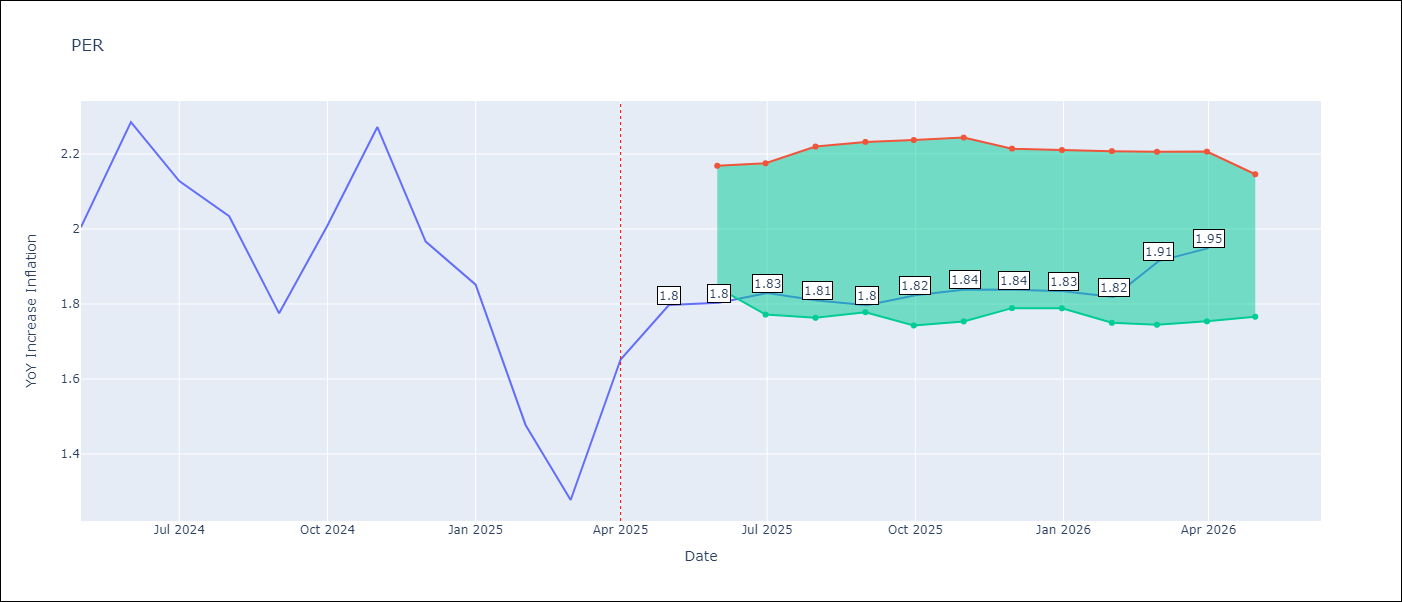 PER
YoY Increase Inflation
2.2
2
1.8
1.6
1.4
1.8
1.8
1.83
1.81
1.8
1.82
1.84
1.84
1.83
1.82
1.91
1.95
Jul 2024
Oct 2024
Jan 2025
Apr 2025
Jul 2025
Oct 2025
Jan 2026
Apr 2026
Date